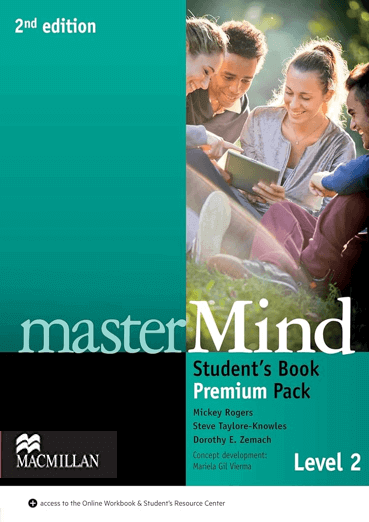 2nd edition
masterMind
Student's Book
Premium Pack
Mickey Rogers
Steve Taylore-Knowles
Dorothy E. Zemach
Concept development:
Mariela Gil Vierma
Level 2
MACMILLAN
+ access to the Online Workbook & Student's Resource Center